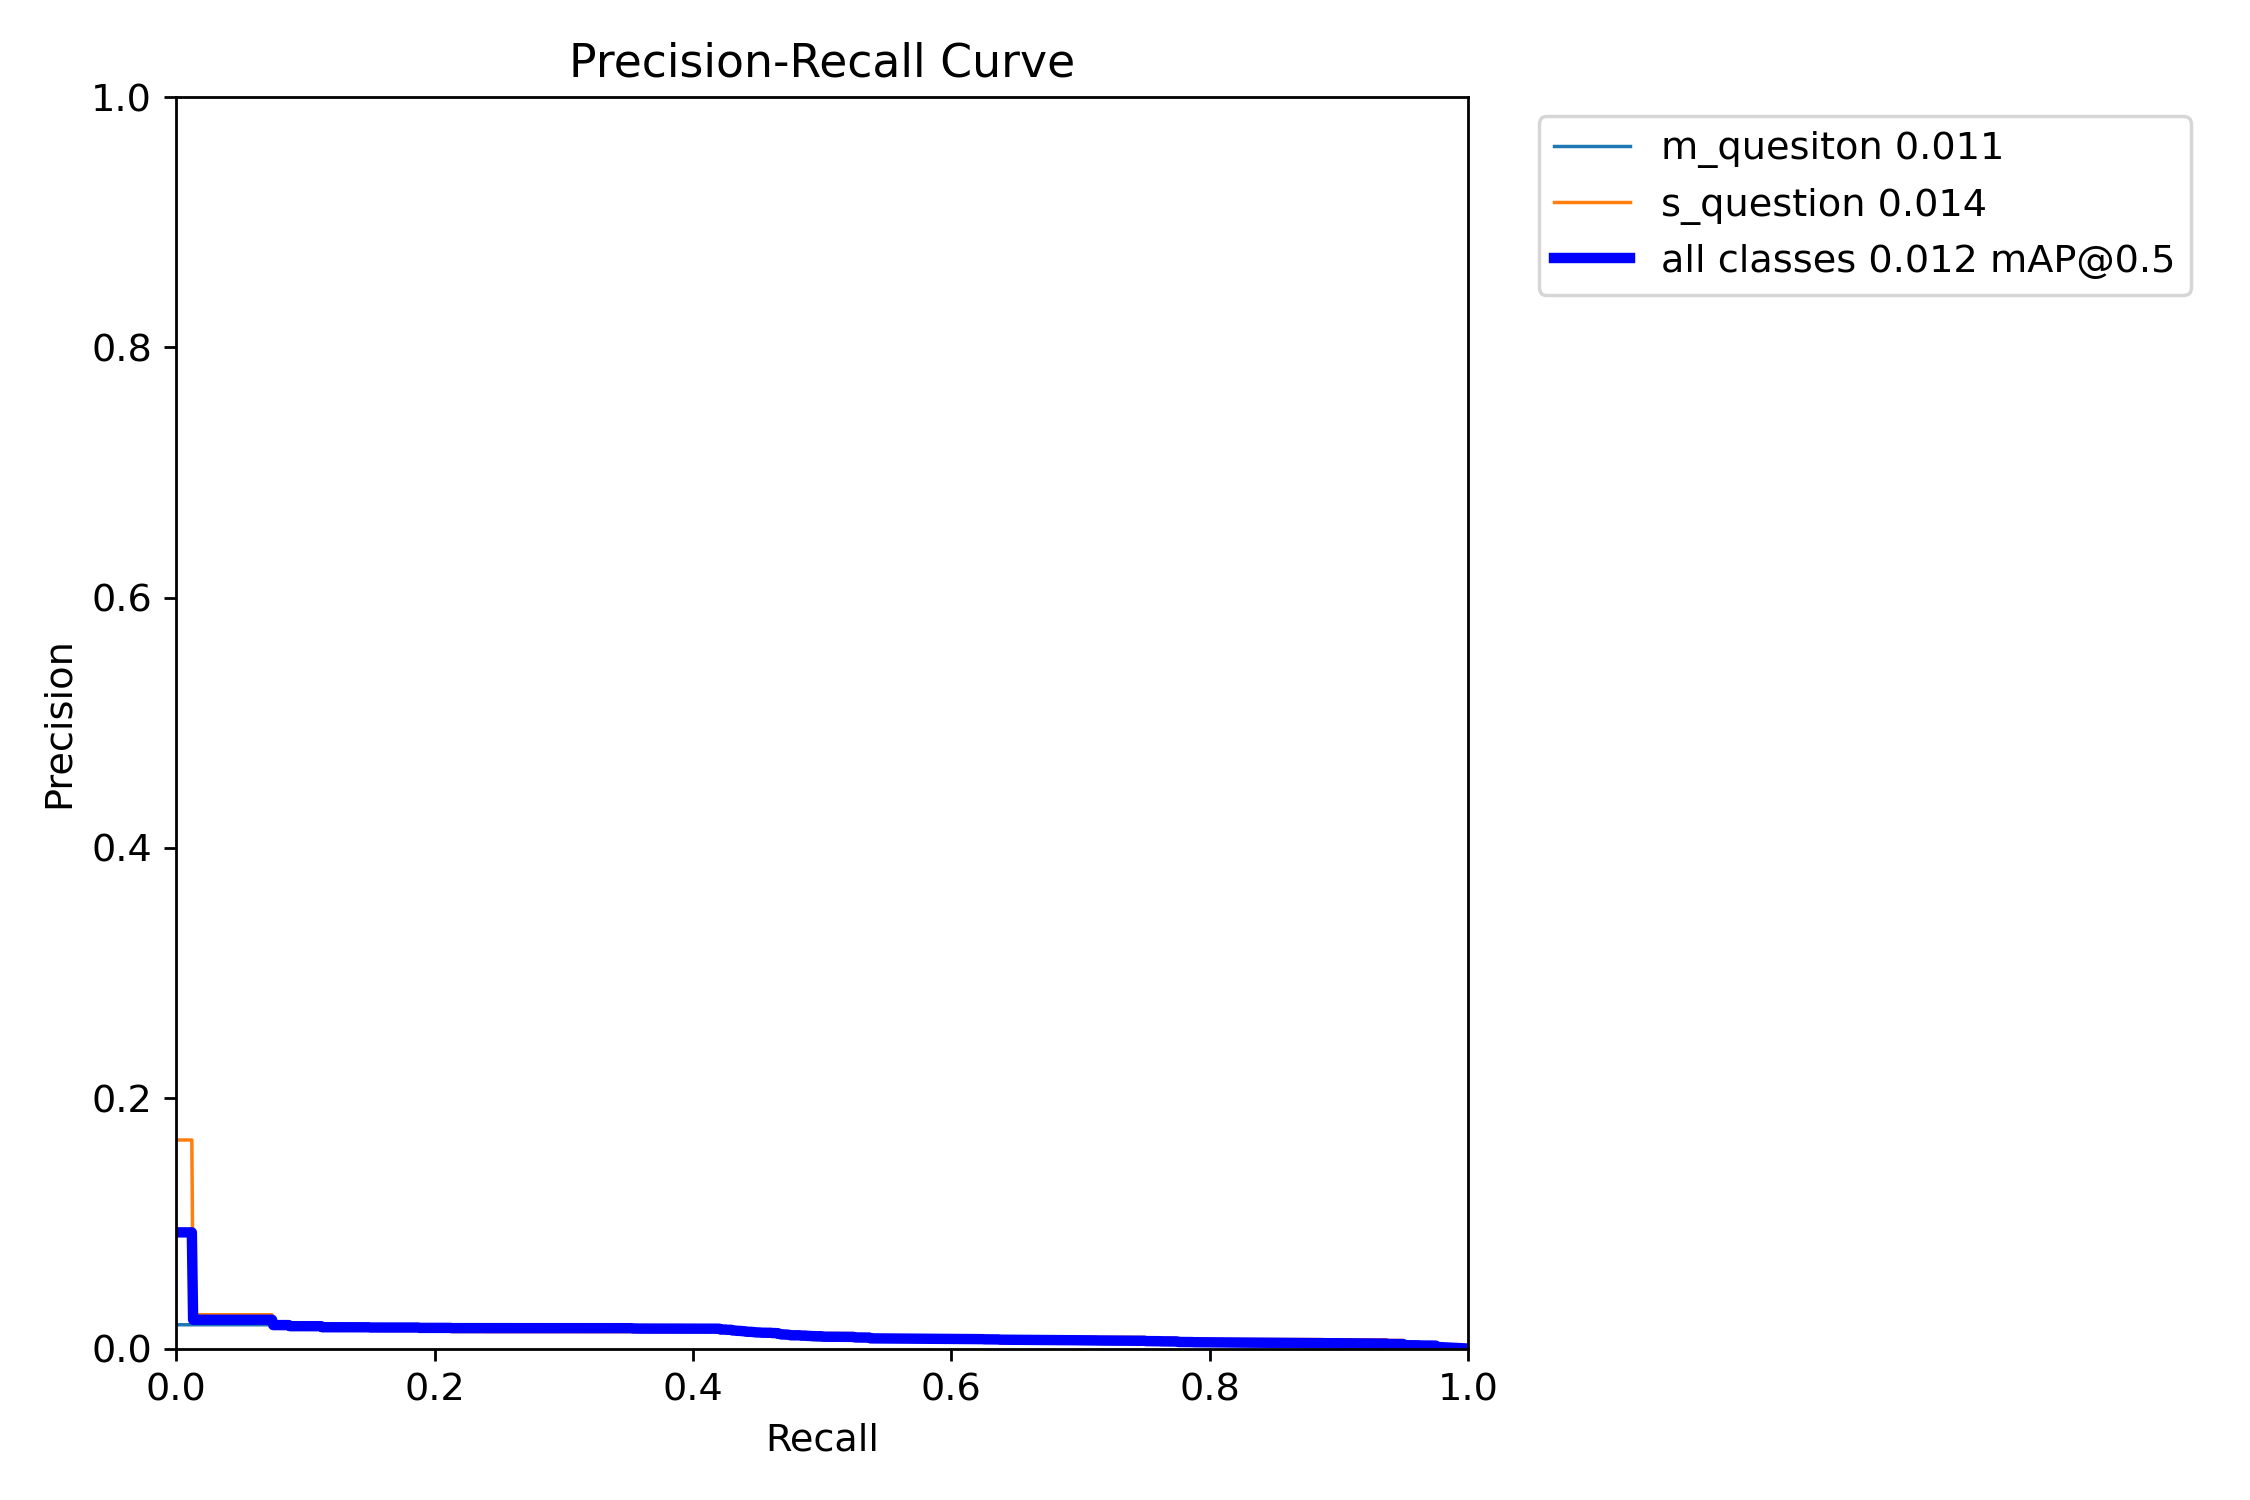 Precision-Recall Curve
1.0
0.8
0.6
0.4
0.2
0.0
Precision
0.0 0.2 0.4 0.6 0.8 1.0
Recall
m_quesiton 0.011
s_question 0.014
all classes 0.012 mAP@0.5